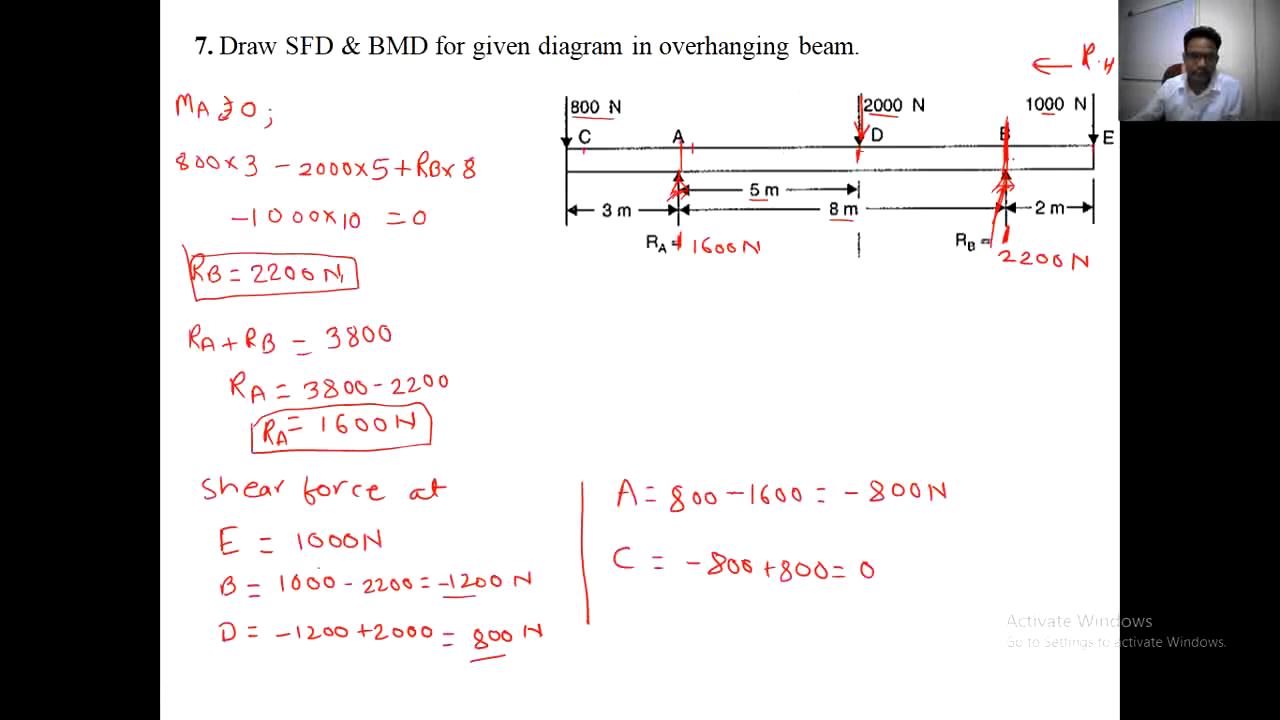 7. Draw SFD & BMD for given diagram in overhanging beam.
← R.H
MA = 0 ;
800 x 3 - 2000 x 5 + RB x 8
- 1000 x 10 = 0
RB = 2200 N
RA + RB = 3800
RA = 3800 - 2200
RA = 1600 N
800 N
2000 N
1000 N
C
A
D
B
E
5 m
3 m
8 m
2 m
RA = 1600 N
RB =
2200 N
Shear force at
E = 1000N
B = 1000 - 2200 = -1200 N
D = -1200 + 2000 = 800 N
A = 800 - 1600 = - 800 N
C = - 800 + 800 = 0
Activate Windows
Go to Settings to activate Windows.